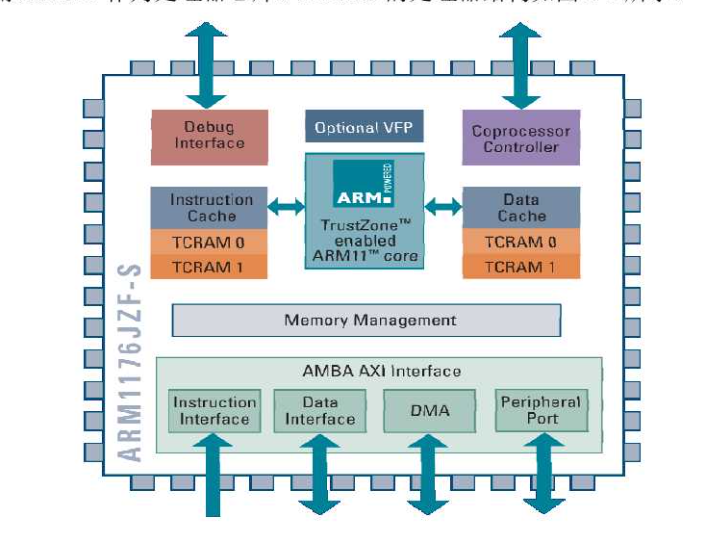 Debug
Interface
Optional VFP
Coprocessor
Controller
Instruction
Cache
TCRAM 0
TCRAM 1
ARM POWERED
TrustZone™
enabled
ARM11™ core
Data
Cache
TCRAM 0
TCRAM 1
Memory Management
AMBA AXI Interface
Instruction
Interface
Data
Interface
DMA
Peripheral
Port
ARM1176JZF-S